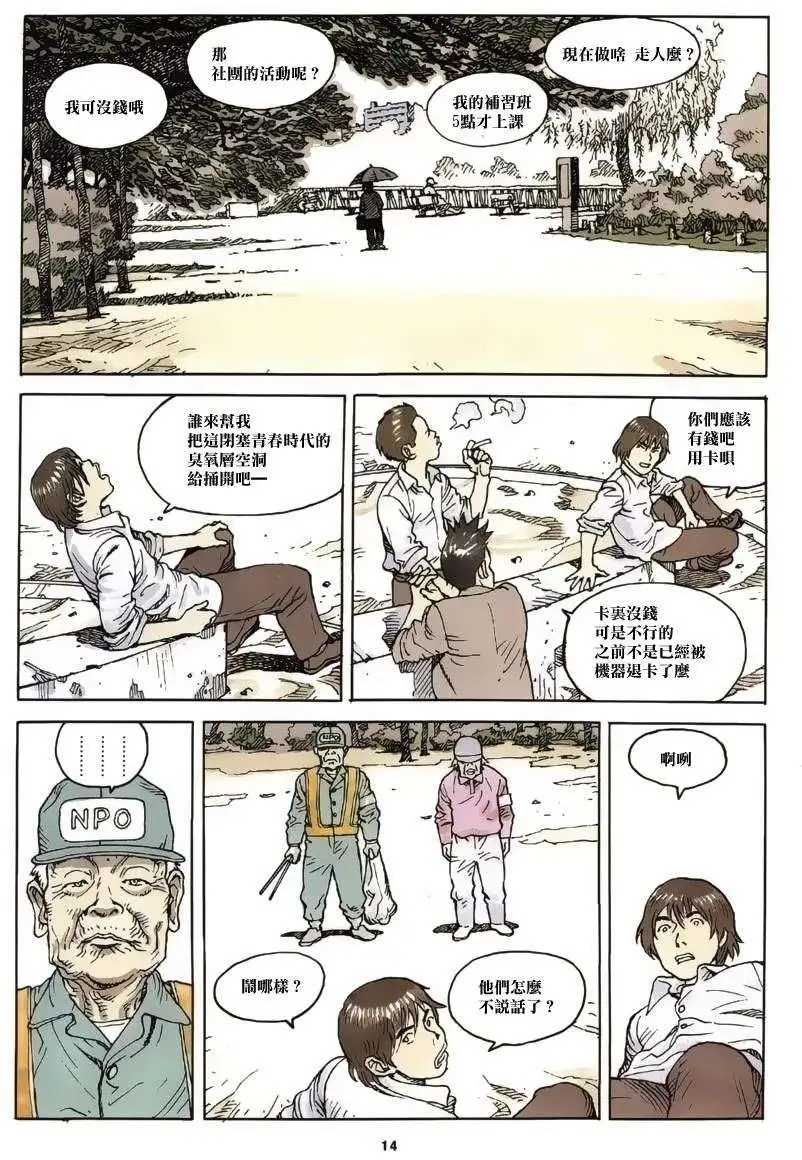 我可沒錢哦
那
社團的活動呢？
我的補習班
5點才上課
現在做啥 走人麼？
誰來幫我
把這閉塞青春時代的
臭氧層空洞
給捅開吧—
你們應該
有錢吧
用卡唄
卡裏沒錢
可是不行的
之前不是已經被
機器退卡了麼
NPO
鬧哪樣？
他們怎麼
不説話了？
啊咧
14